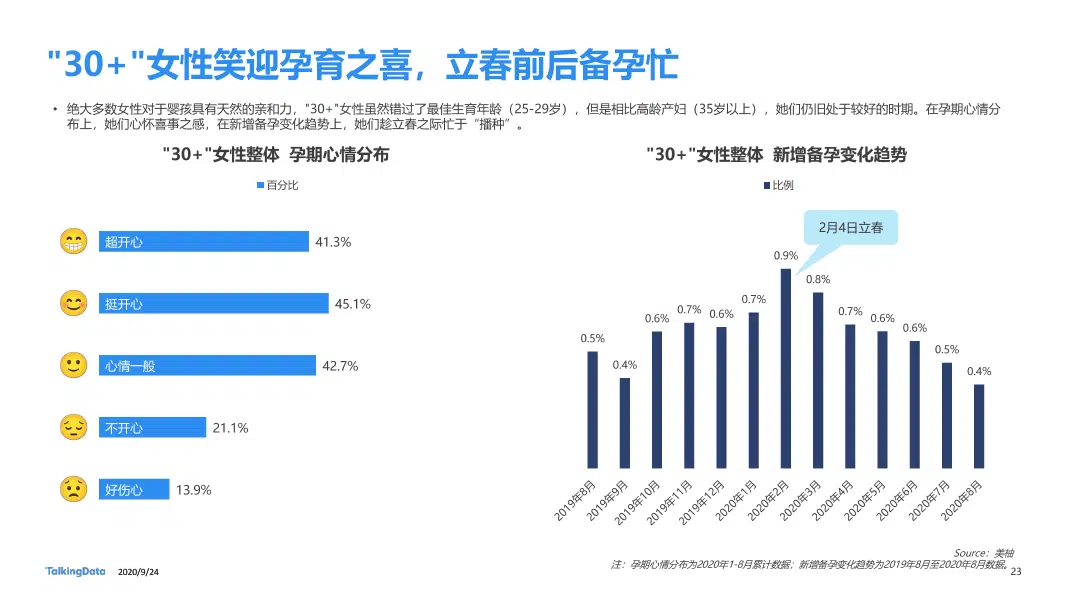 "30+"女性笑迎孕育之喜，立春前后备孕忙
• 绝大多数女性对于婴孩具有天然的亲和力，"30+"女性虽然错过了最佳生育年龄（25-29岁），但是相比高龄产妇（35岁以上），她们仍旧处于较好的时期。在孕期心情分
布上，她们心怀喜事之感，在新增备孕变化趋势上，她们趁立春之际忙于“播种”。
"30+"女性整体 孕期心情分布
百分比
超开心 41.3%
挺开心 45.1%
心情一般 42.7%
不开心 21.1%
好伤心 13.9%
"30+"女性整体 新增备孕变化趋势
比例
2月4日立春
0.5% 0.4% 0.6% 0.7% 0.6% 0.7% 0.9% 0.8% 0.7% 0.6% 0.6% 0.5% 0.4%
2019年8月 2019年9月 2019年10月 2019年11月 2019年12月 2020年1月 2020年2月 2020年3月 2020年4月 2020年5月 2020年6月 2020年7月 2020年8月
Source：美柚
注：孕期心情分布为2020年1-8月累计数据；新增备孕变化趋势为2019年8月至2020年8月数据。
TalkingData 2020/9/24
23